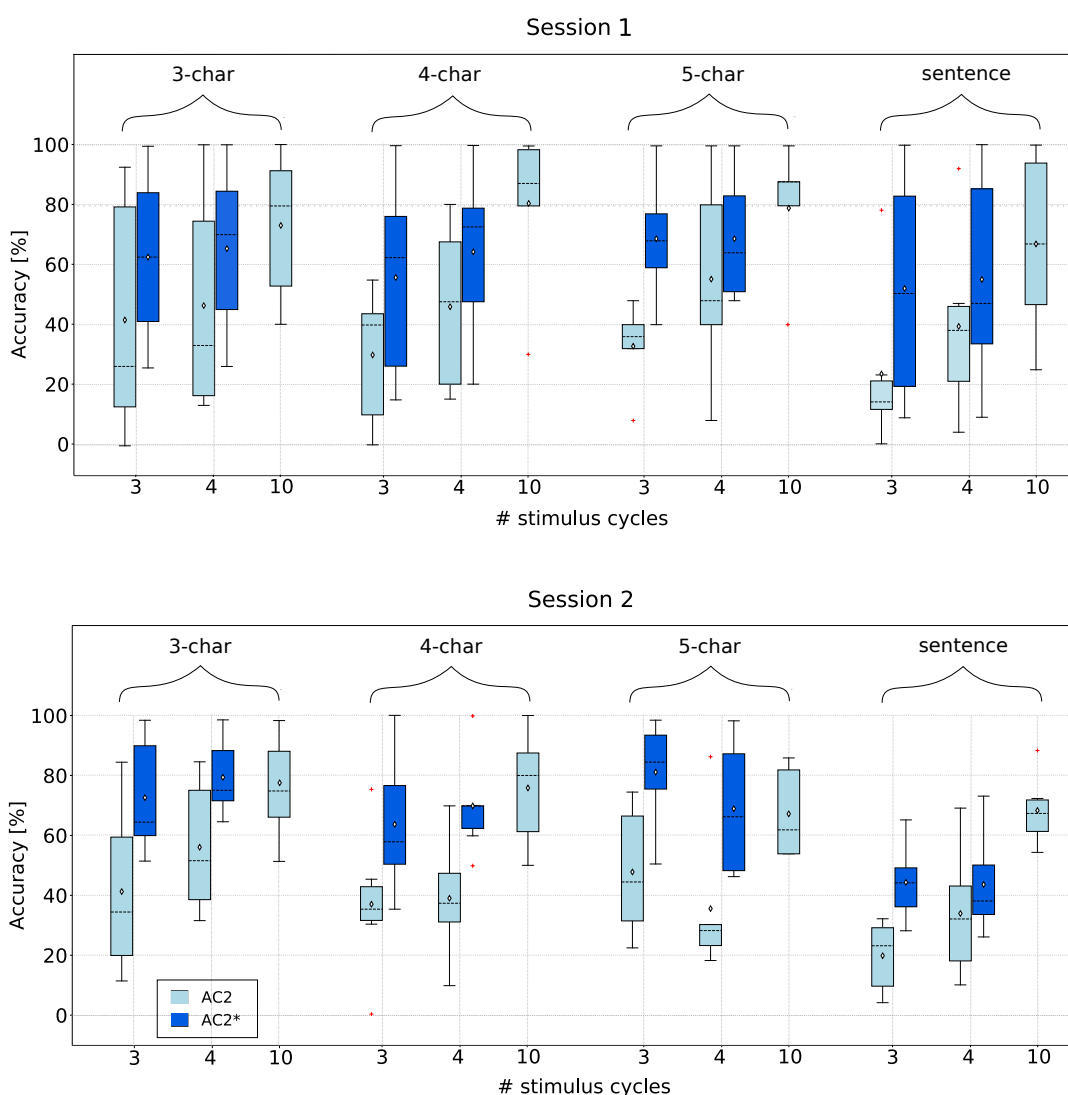 Session 1
3-char 4-char 5-char sentence
100
80
60
40
20
0
Accuracy [%]
3 4 10 3 4 10 3 4 10 3 4 10
# stimulus cycles
Session 2
3-char 4-char 5-char sentence
100
80
60
40
20
0
Accuracy [%]
AC2
AC2*
3 4 10 3 4 10 3 4 10 3 4 10
# stimulus cycles